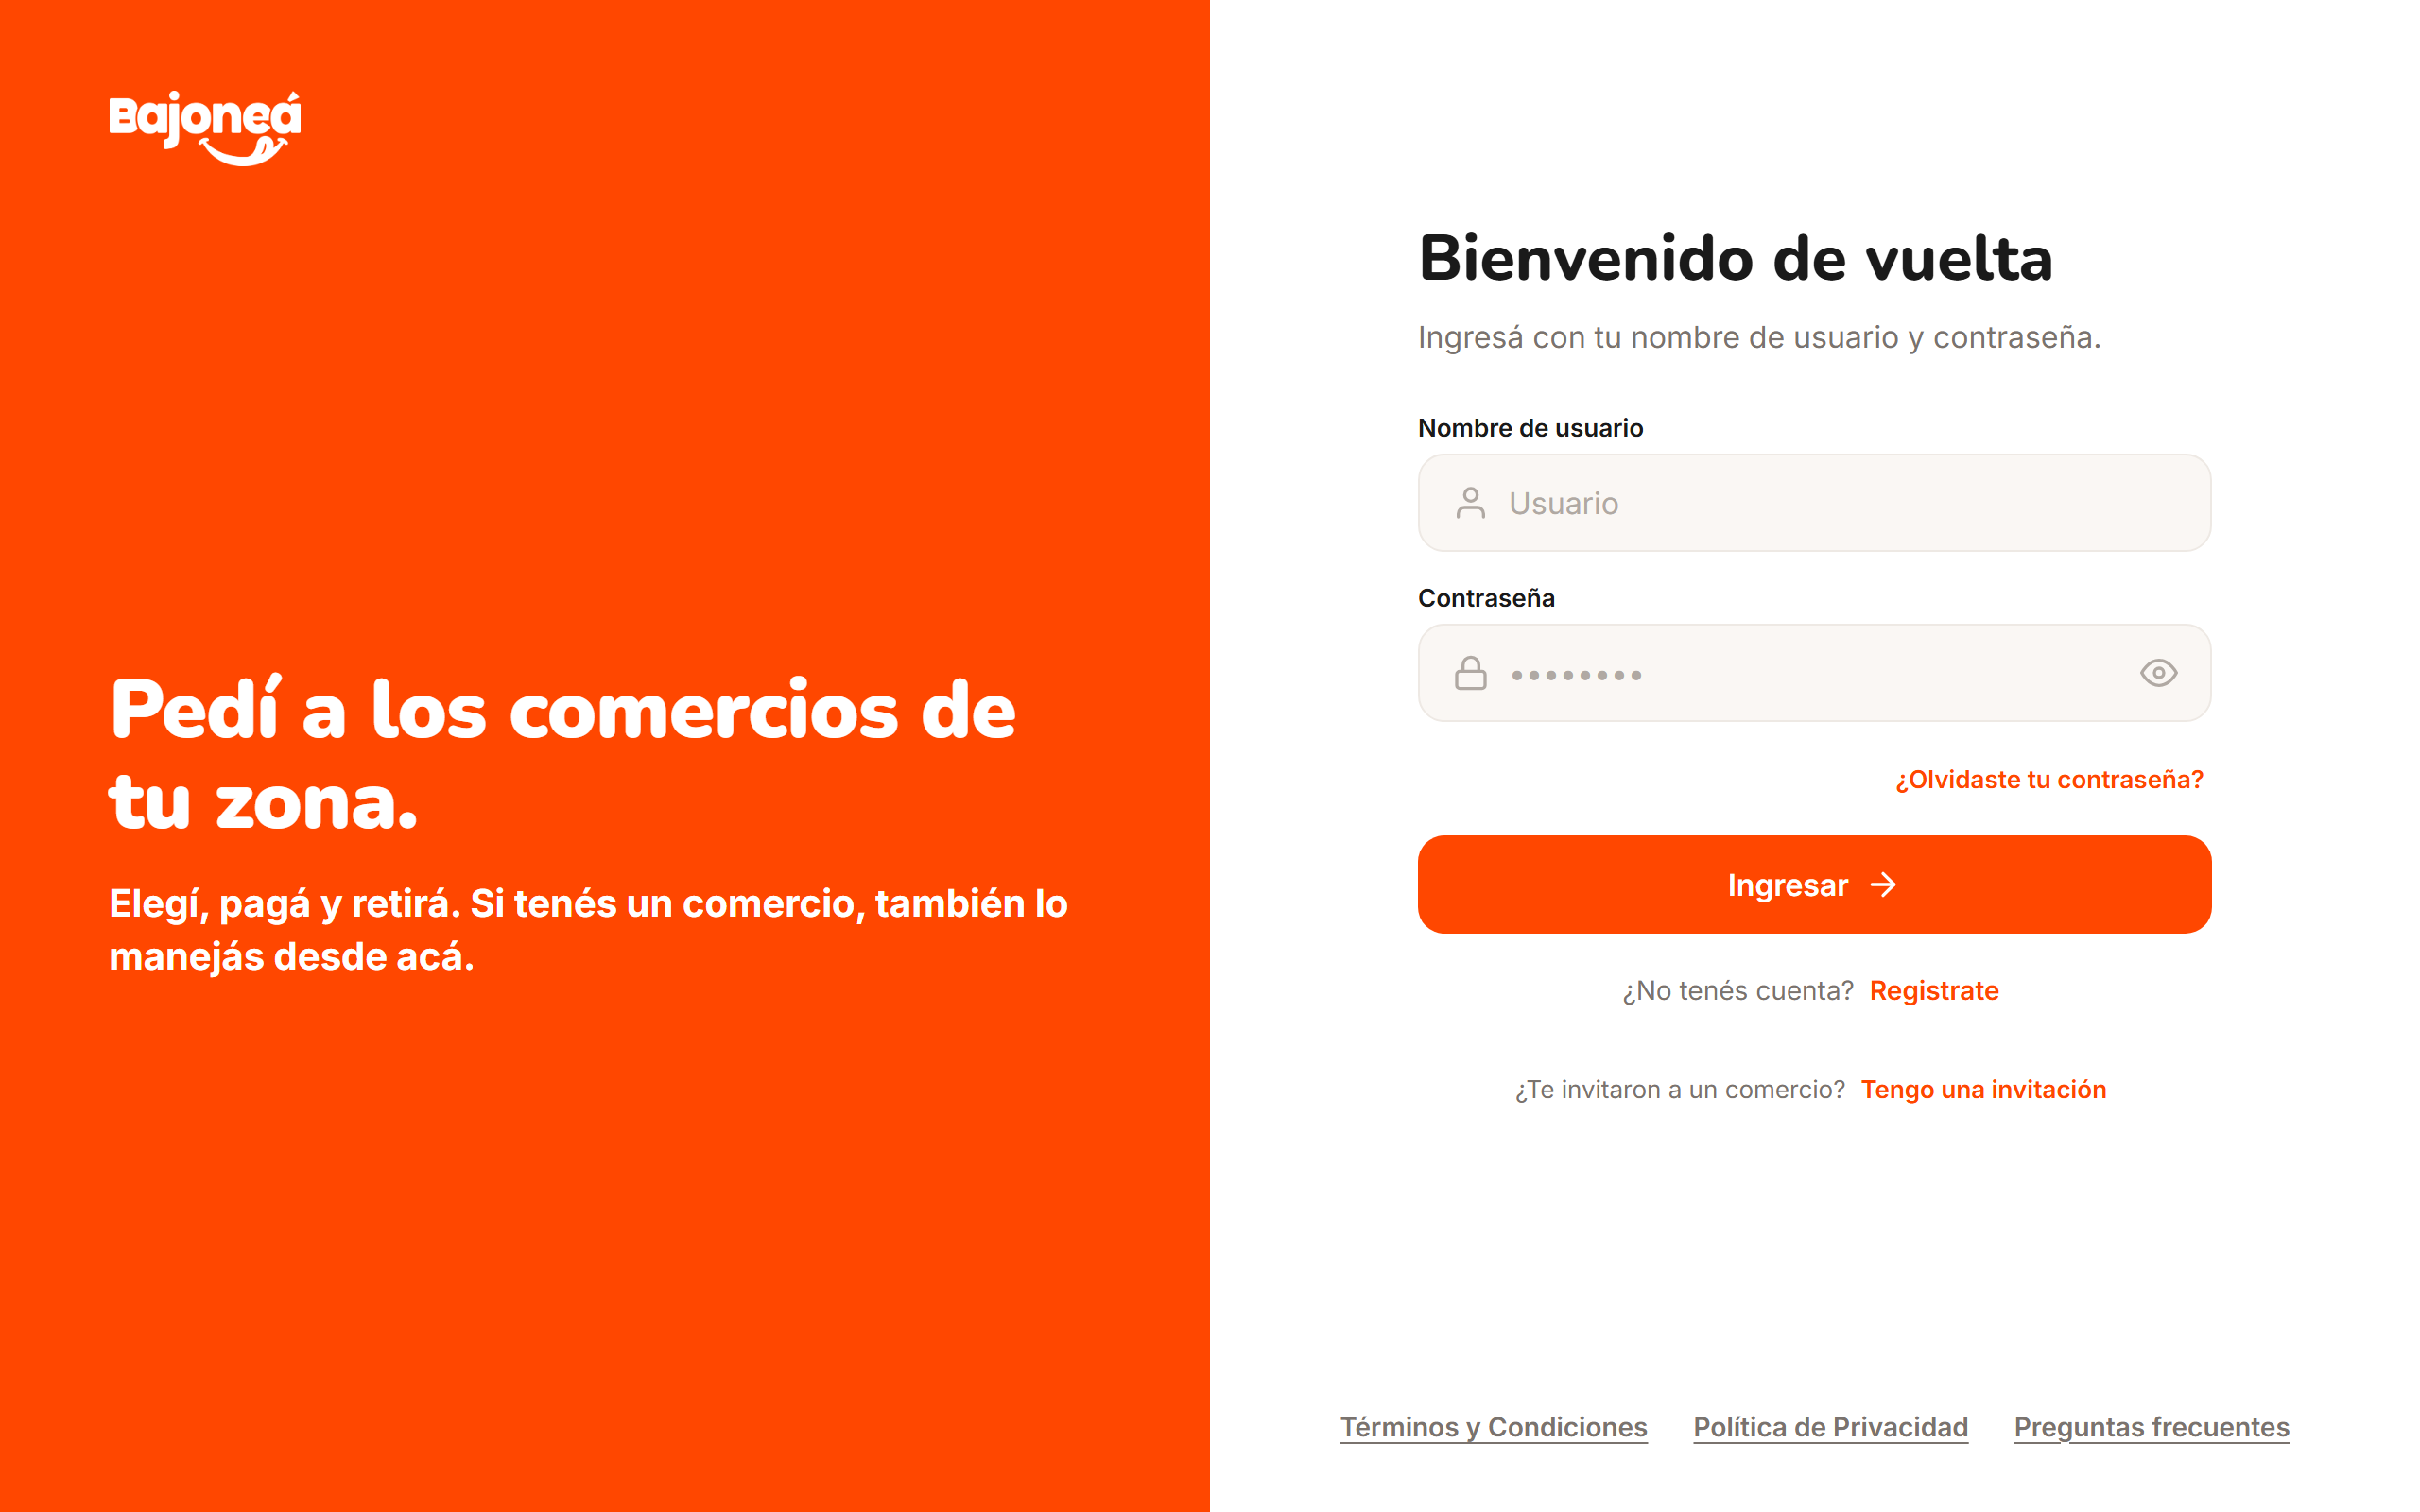 Bajoneá
Pedí a los comercios de
tu zona.
Elegí, pagá y retirá. Si tenés un comercio, también lo
manejás desde acá.
Bienvenido de vuelta
Ingresá con tu nombre de usuario y contraseña.
Nombre de usuario
Usuario
Contraseña
••••••••
¿Olvidaste tu contraseña?
Ingresar →
¿No tenés cuenta? Registrate
¿Te invitaron a un comercio? Tengo una invitación
Términos y Condiciones Política de Privacidad Preguntas frecuentes